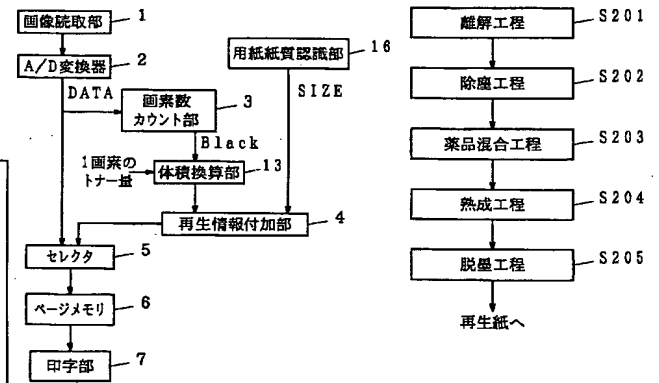 画像読取部 1
A/D変換器 2
DATA
画素数
カウント部 3
Black
1画素の
トナー量
体積換算部 13
用紙紙質認識部 16
SIZE
再生情報付加部 4
セレクタ 5
ページメモリ 6
印字部 7
離解工程 S201
除塵工程 S202
薬品混合工程 S203
熟成工程 S204
脱墨工程 S205
再生紙へ